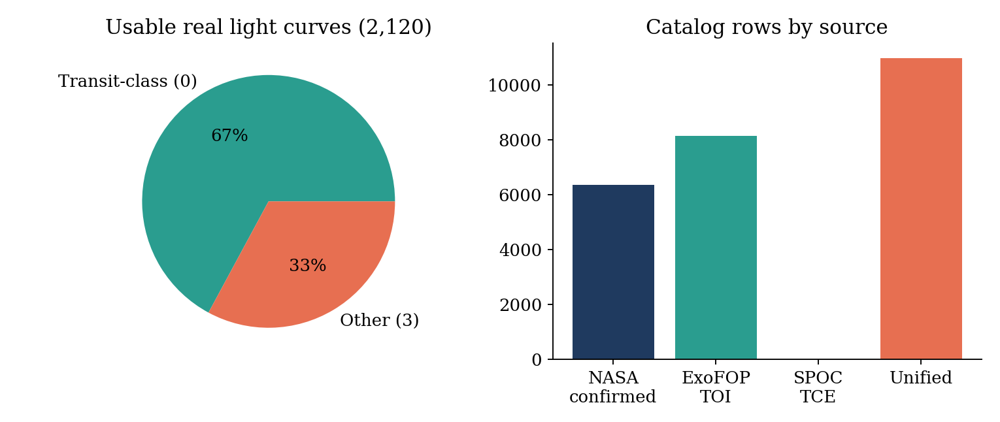 Usable real light curves (2,120)
Transit-class (0)
67%
33%
Other (3)
Catalog rows by source
10000
8000
6000
4000
2000
0
NASA
confirmed
ExoFOP
TOI
SPOC
TCE
Unified